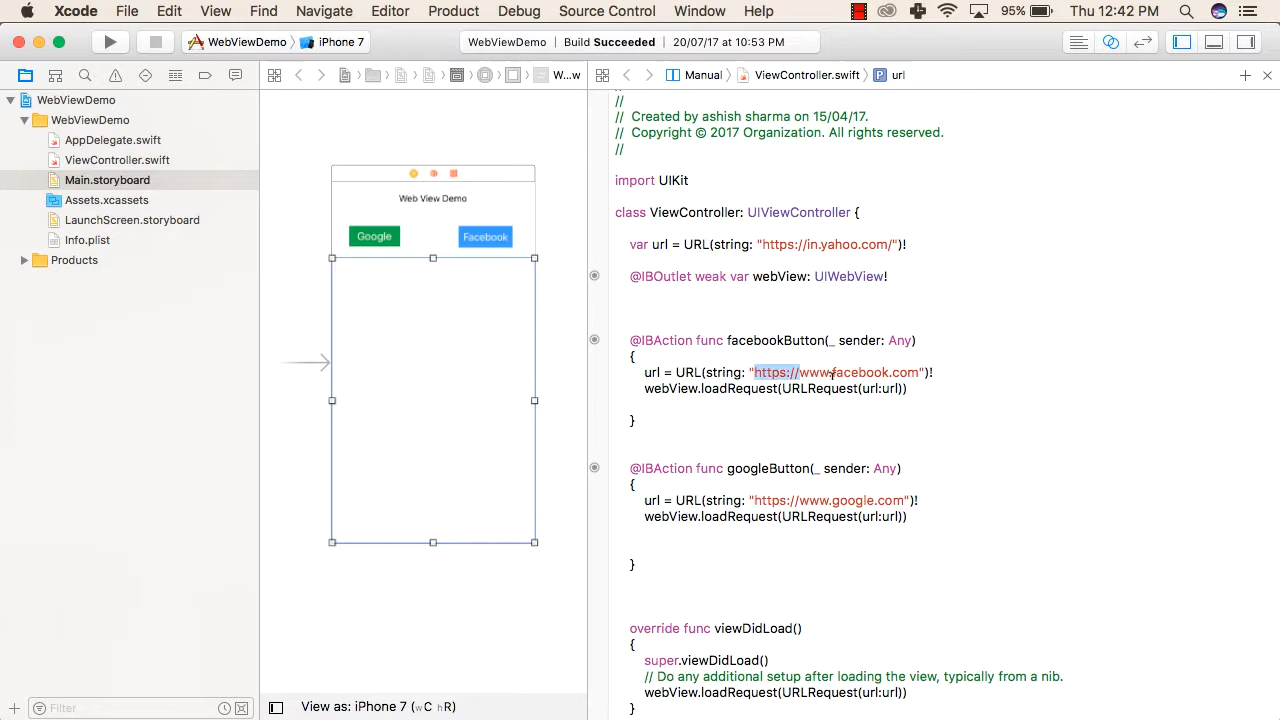 Xcode File Edit View Find Navigate Editor Product Debug Source Control Window Help 95% Thu 12:42 PM
WebViewDemo iPhone 7 WebViewDemo Build Succeeded 20/07/17 at 10:53 PM
W...w Manual ViewController.swift P url
WebViewDemo
WebViewDemo
AppDelegate.swift
ViewController.swift
Main.storyboard
Assets.xcassets
LaunchScreen.storyboard
Info.plist
Products
Filter
Web View Demo
Google Facebook
View as: iPhone 7 (wC hR)
//
// Created by ashish sharma on 15/04/17.
// Copyright © 2017 Organization. All rights reserved.
//
import UIKit
class ViewController: UIViewController {
var url = URL(string: "https://in.yahoo.com/")!
@IBOutlet weak var webView: UIWebView!
@IBAction func facebookButton(_ sender: Any)
{
url = URL(string: "https://www.facebook.com")!
webView.loadRequest(URLRequest(url:url))
}
@IBAction func googleButton(_ sender: Any)
{
url = URL(string: "https://www.google.com")!
webView.loadRequest(URLRequest(url:url))
}
override func viewDidLoad()
{
super.viewDidLoad()
// Do any additional setup after loading the view, typically from a nib.
webView.loadRequest(URLRequest(url:url))
}